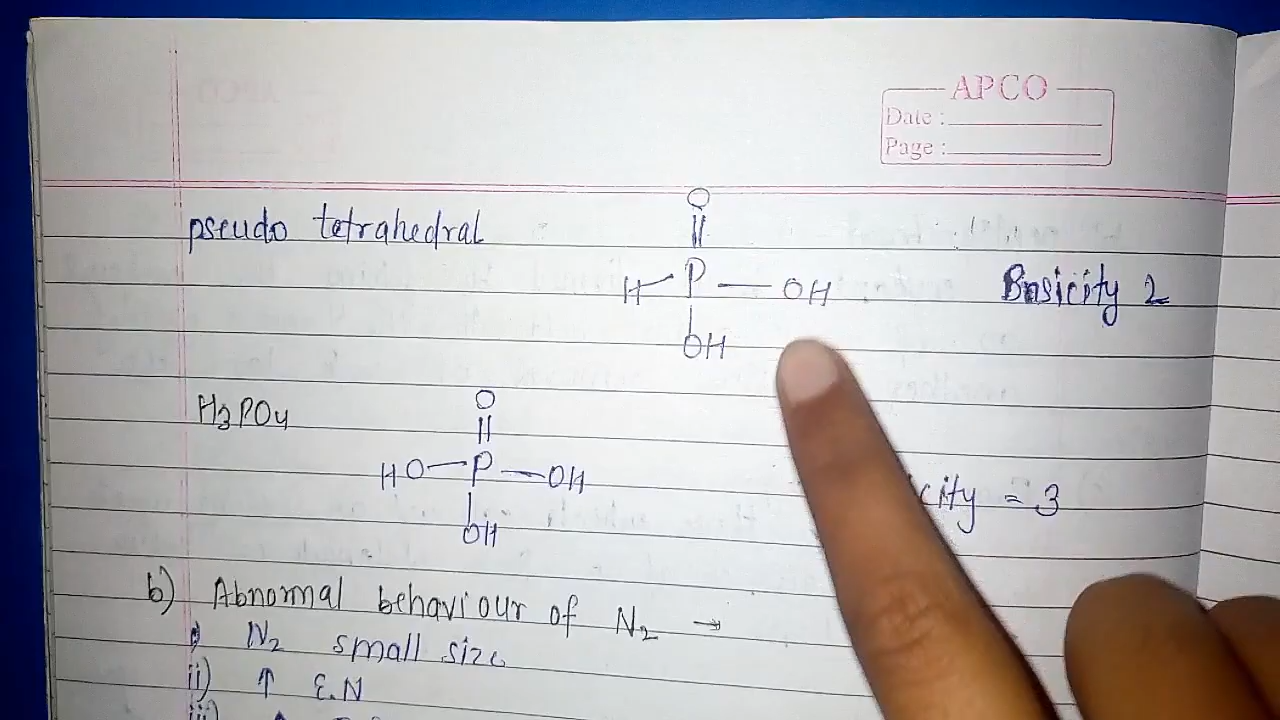 APCO
Date :
Page :
pseudo tetrahedral
O
||
H P OH Basicity 2
OH
H3PO4
O
||
HO P OH city = 3
OH
b) Abnormal behaviour of N2 →
N2 small size
ii) ↑ E.N
iii) ↑